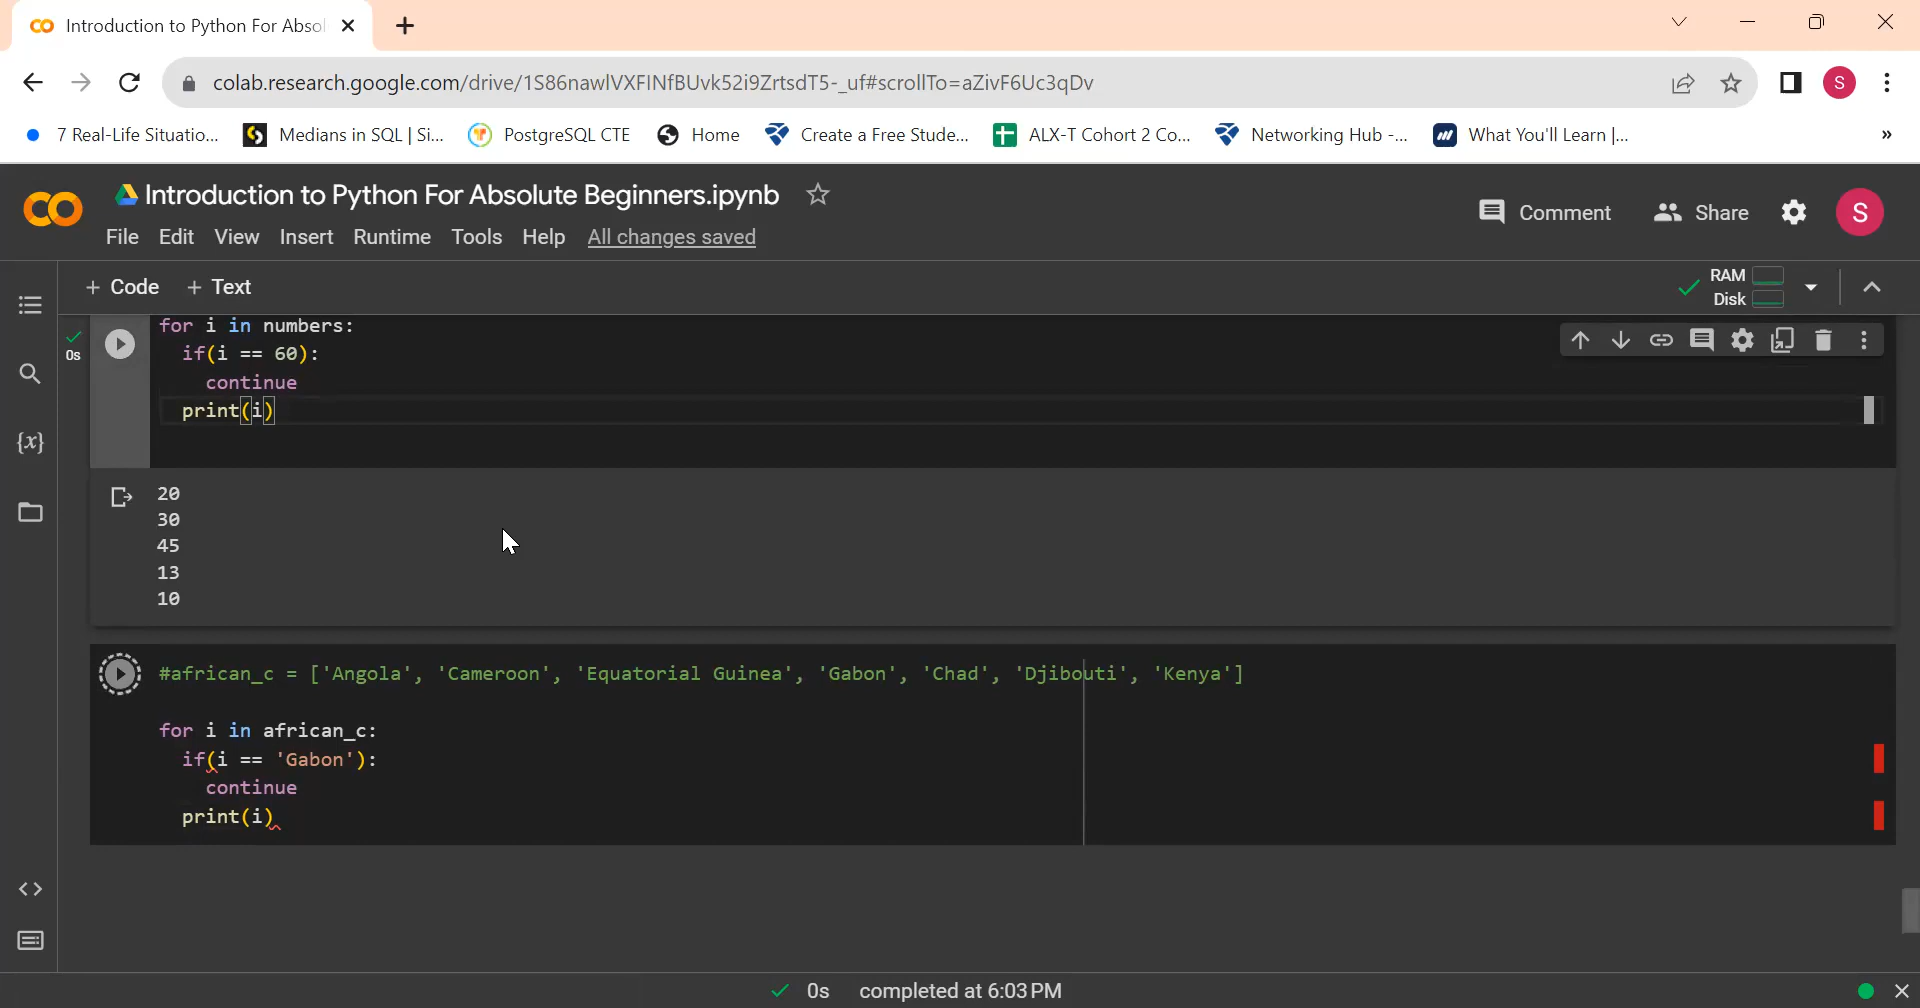 Introduction to Python For Absol
colab.research.google.com/drive/1S86nawlVXFINfBUvk52i9ZrtsdT5-_uf#scrollTo=aZivF6Uc3qDv
S
7 Real-Life Situatio...
Medians in SQL | Si...
PostgreSQL CTE
Home
Create a Free Stude...
ALX-T Cohort 2 Co...
Networking Hub -...
What You'll Learn |...
»
Introduction to Python For Absolute Beginners.ipynb
Comment
Share
S
File Edit View Insert Runtime Tools Help All changes saved
+ Code + Text
RAM
Disk
0s
for i in numbers:
if(i == 60):
continue
print(i)
20
30
45
13
10
#african_c = ['Angola', 'Cameroon', 'Equatorial Guinea', 'Gabon', 'Chad', 'Djibouti', 'Kenya']
for i in african_c:
if(i == 'Gabon'):
continue
print(i)
0s completed at 6:03 PM